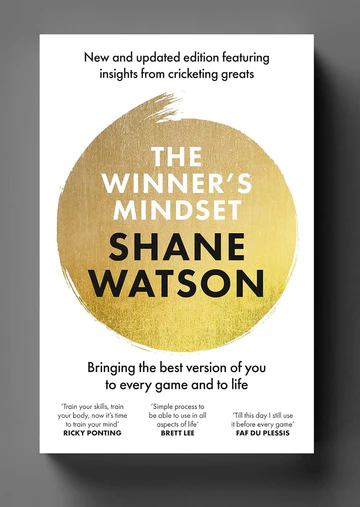 New and updated edition featuring
insights from cricketing greats
THE
WINNER'S
MINDSET
SHANE
WATSON
Bringing the best version of you
to every game and to life
'Train your skills, train
your body, now it's time
to train your mind'
RICKY PONTING
'Simple process to
be able to use in all
aspects of life'
BRETT LEE
'Till this day I still use
it before every game'
FAF DU PLESSIS